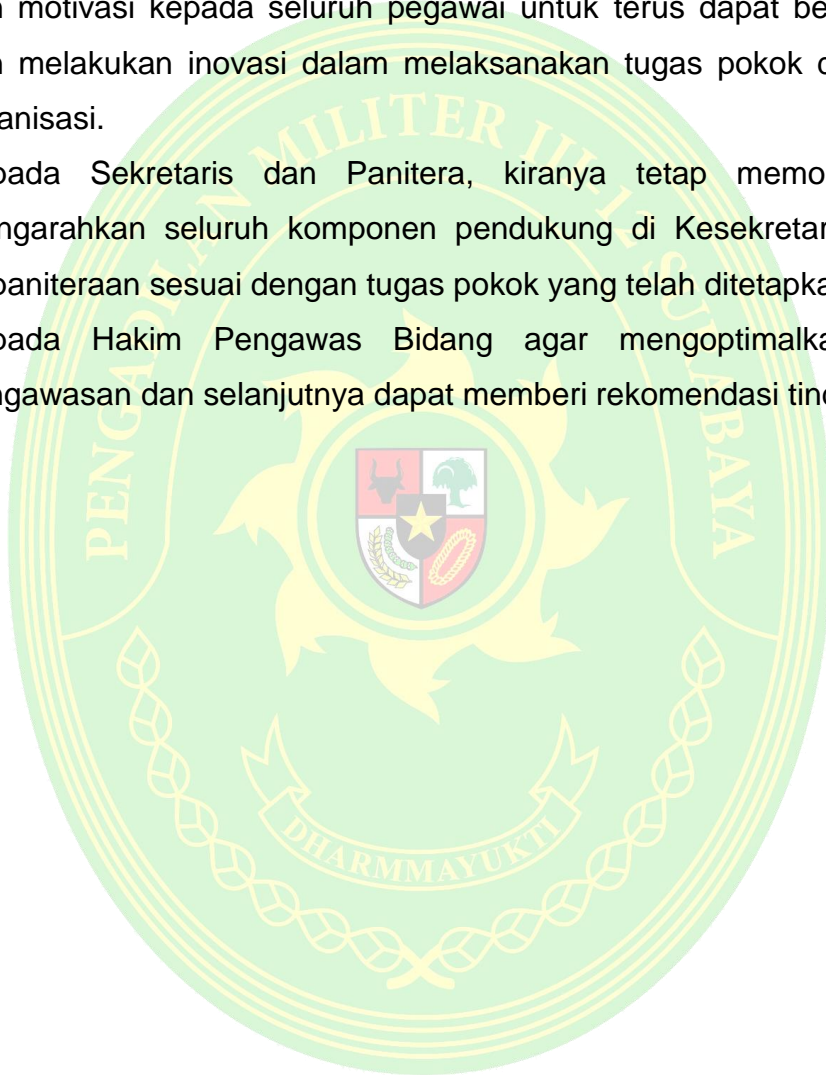 n motivasi kepada seluruh pegawai untuk terus dapat be
n melakukan inovasi dalam melaksanakan tugas pokok
anisasi.
pada Sekretaris dan Panitera, kiranya tetap memo
ngarahkan seluruh komponen pendukung di Kesekretar
paniteraan sesuai dengan tugas pokok yang telah ditetapka
pada Hakim Pengawas Bidang agar mengoptimalka
ngawasan dan selanjutnya dapat memberi rekomendasi tind
PENGADILAN MILITER III-12 SURABAYA
DHARMMAYUKTI